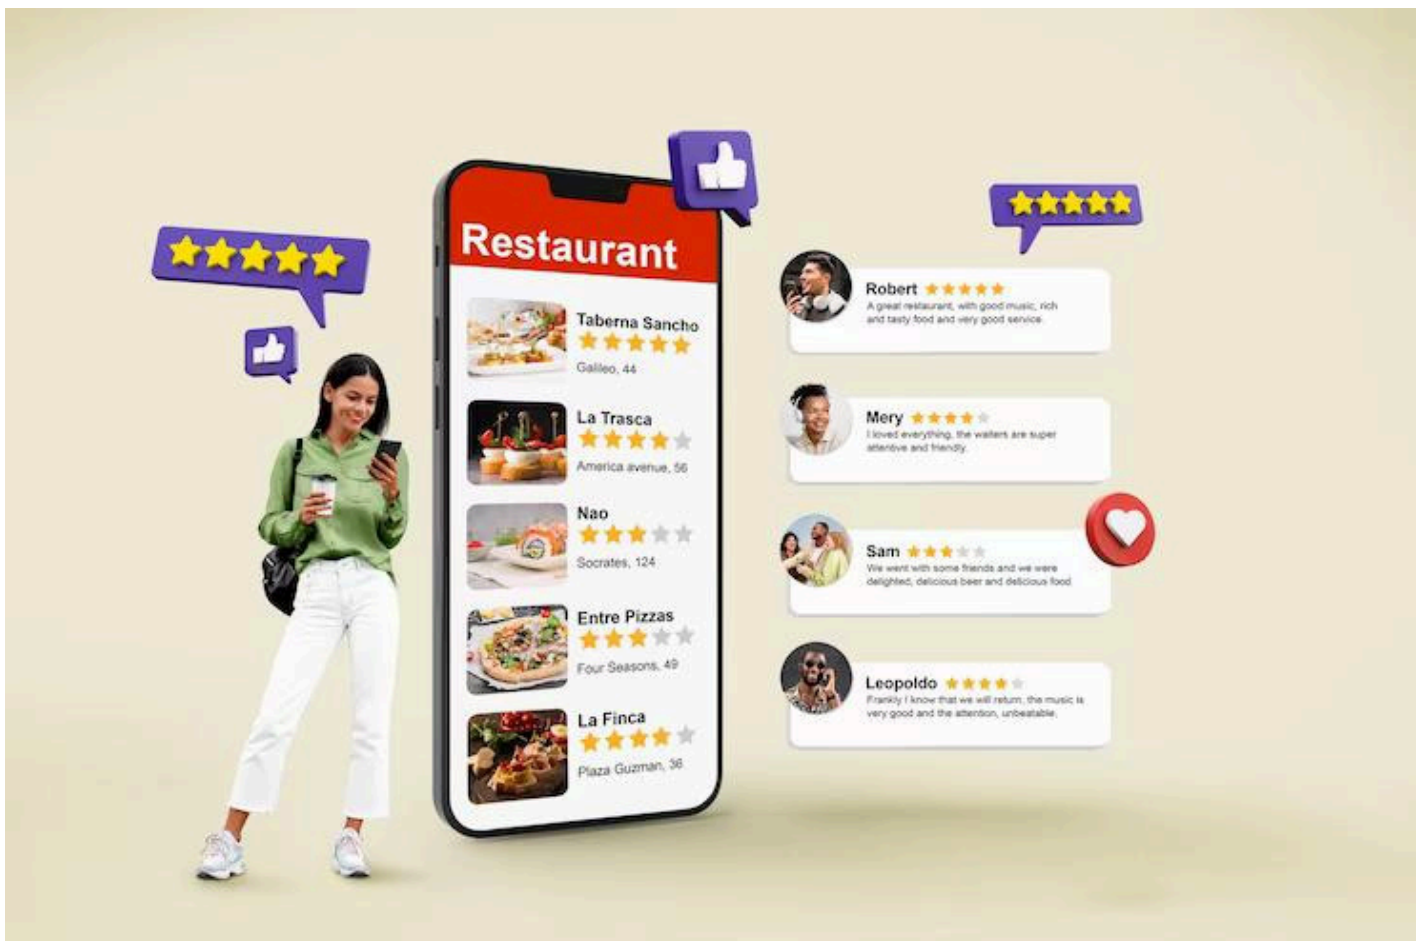 Restaurant
Taberna Sancho
Galileo, 44
La Trasca
America avenue, 56
Nao
Socrates, 124
Entre Pizzas
Four Seasons, 49
La Finca
Plaza Guzman, 36
Robert
A great restaurant, with good music, rich
and tasty food and very good service.
Mery
I loved everything, the waiters are super
attentive and friendly.
Sam
We went with some friends and we were
delighted, delicious beer and delicious food
Leopoldo
Frankly I know that we will return, the music is
very good and the attention, unbeatable.